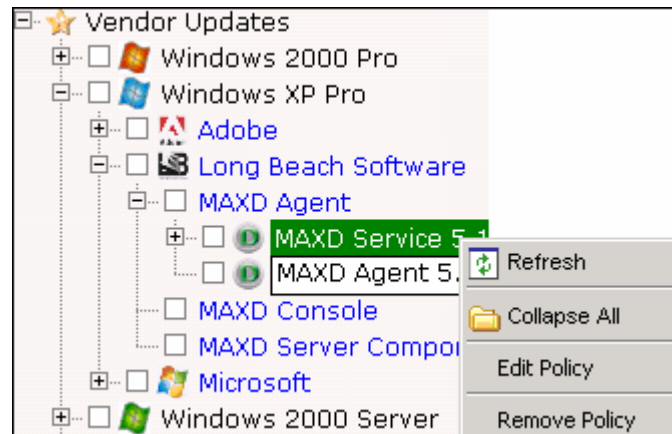 Vendor Updates
Windows 2000 Pro
Windows XP Pro
Adobe
Long Beach Software
MAXD Agent
MAXD Service 5.1
MAXD Agent 5.
MAXD Console
MAXD Server Compo
Microsoft
Windows 2000 Server
Refresh
Collapse All
Edit Policy
Remove Policy